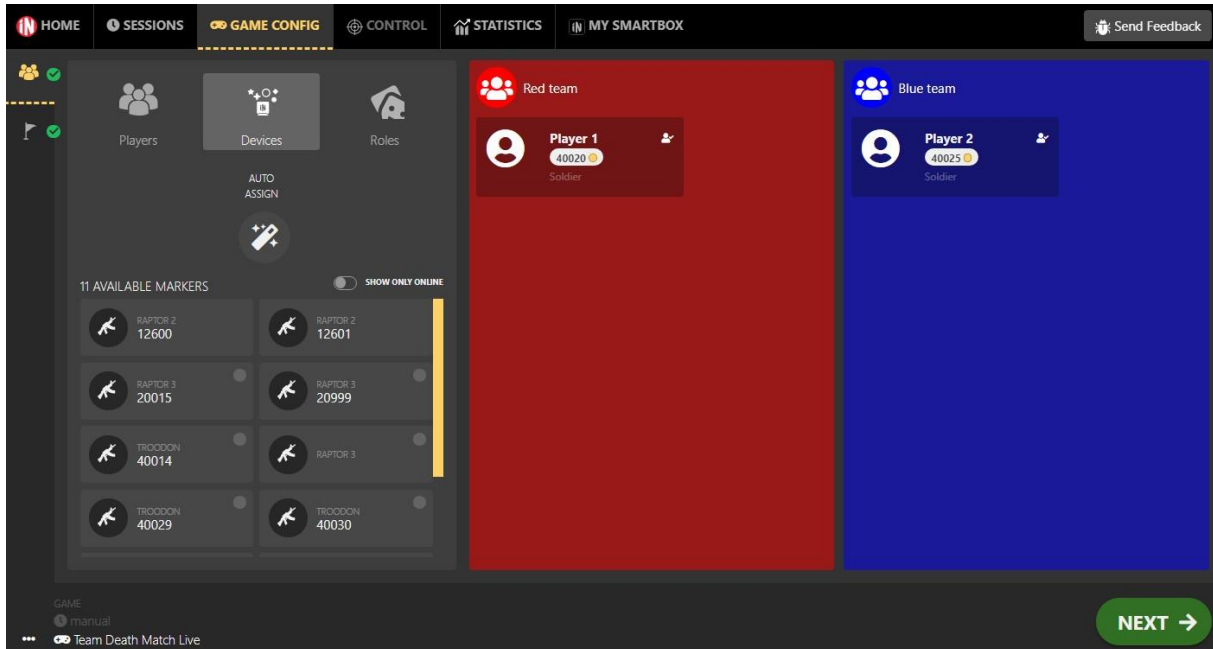 HOME SESSIONS GAME CONFIG CONTROL STATISTICS MY SMARTBOX Send Feedback
Players Devices Roles
AUTO
ASSIGN
11 AVAILABLE MARKERS SHOW ONLY ONLINE
RAPTOR 2
12600
RAPTOR 2
12601
RAPTOR 3
20015
RAPTOR 3
20999
TROODON
40014
RAPTOR 3
TROODON
40029
TROODON
40030
Red team
Player 1
40020
Soldier
Blue team
Player 2
40025
Soldier
GAME
manual
Team Death Match Live
NEXT